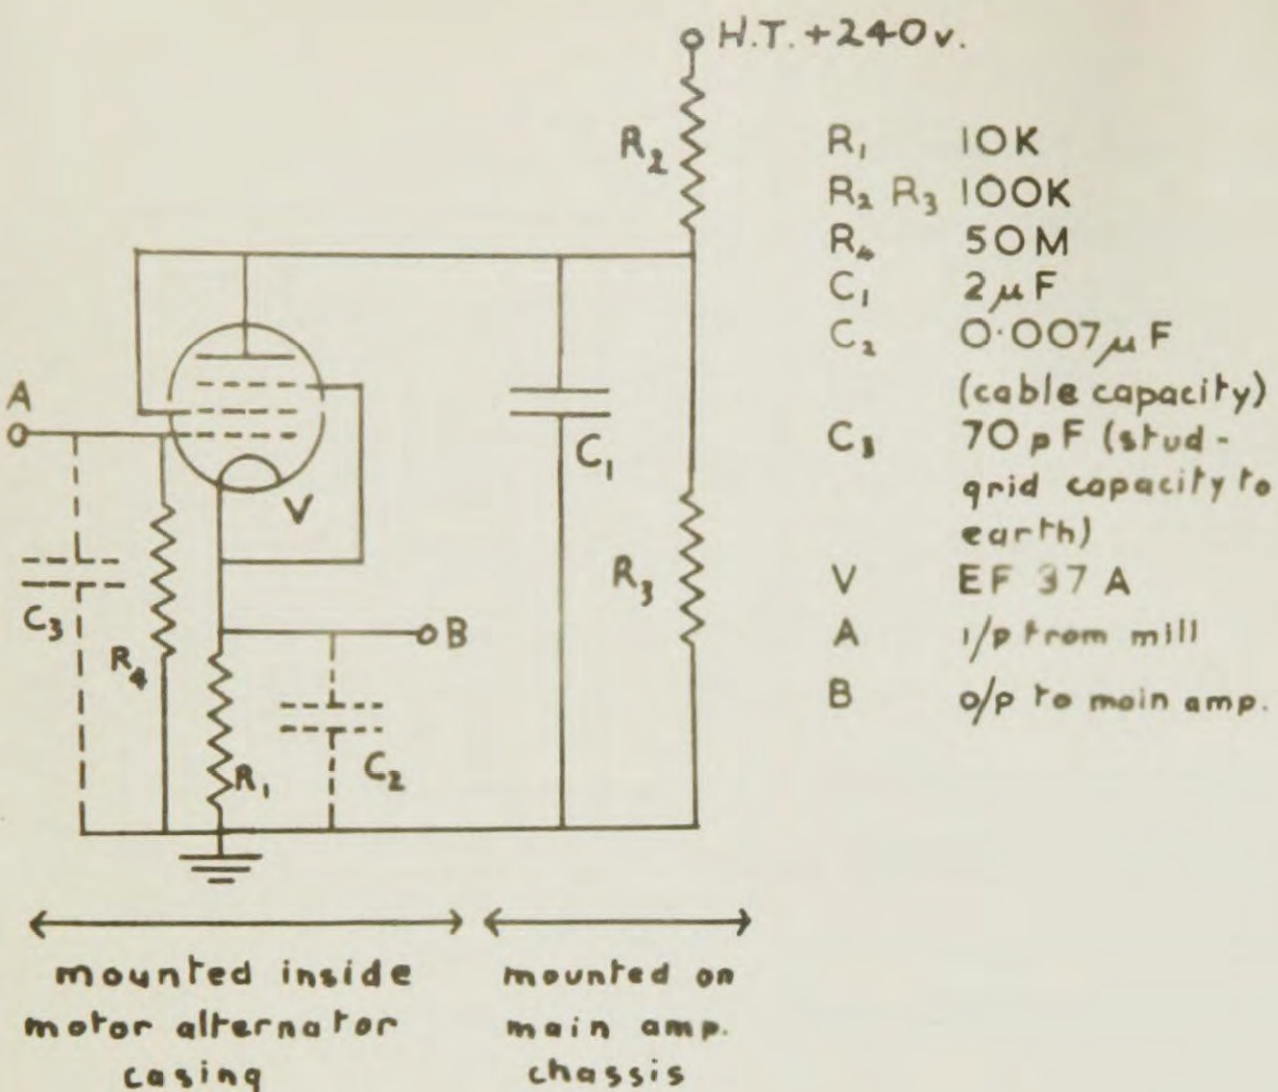 H.T. +240v.
R₂
R₁ 10K
R₂ R₃ 100K
R₄ 50M
C₁ 2μF
C₂ 0·007μF
(cable capacity)
C₃ 70pF (stud-
grid capacity to
earth)
V EF 37 A
A i/p from mill
B o/p to main amp.
A
V
C₁
C₃
R₄
B
R₃
R₁
C₂
mounted inside
motor alternator
casing
mounted on
main amp.
chassis